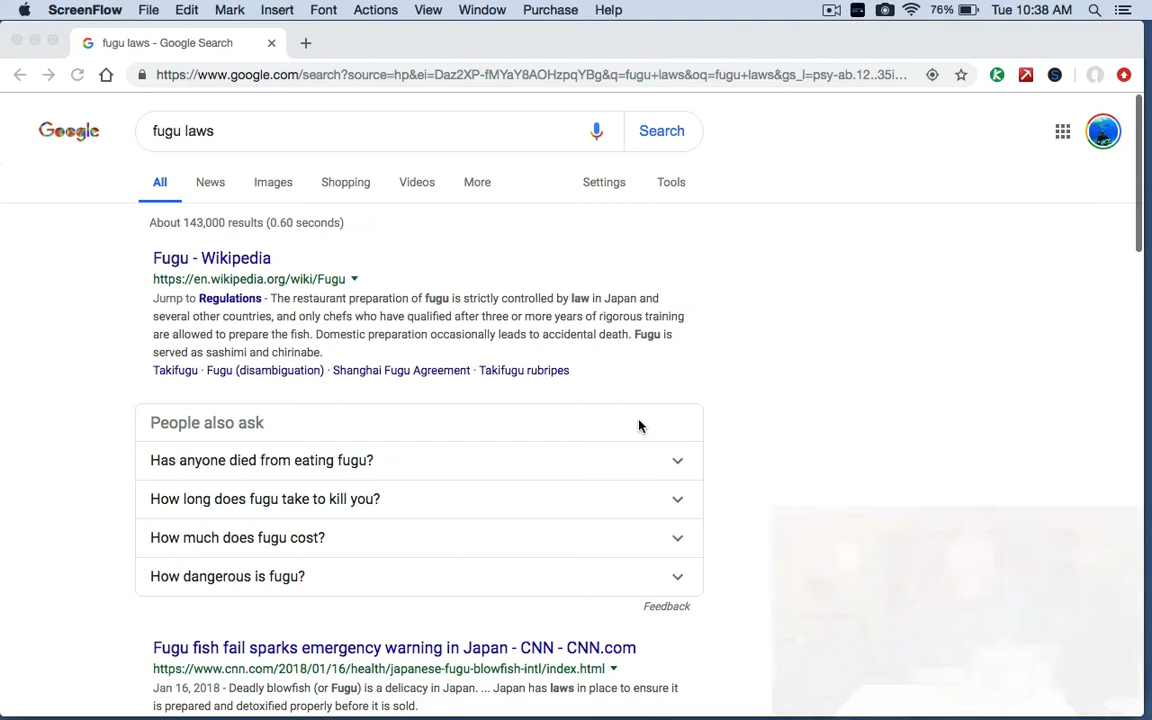 ScreenFlow File Edit Mark Insert Font Actions View Window Purchase Help 76% Tue 10:38 AM
fugu laws - Google Search
https://www.google.com/search?source=hp&ei=Daz2XP-fMYaY8AOHzpqYBg&q=fugu+laws&oq=fugu+laws&gs_l=psy-ab.12..35i...
Google fugu laws Search
All News Images Shopping Videos More Settings Tools
About 143,000 results (0.60 seconds)
Fugu - Wikipedia
https://en.wikipedia.org/wiki/Fugu
Jump to Regulations - The restaurant preparation of fugu is strictly controlled by law in Japan and
several other countries, and only chefs who have qualified after three or more years of rigorous training
are allowed to prepare the fish. Domestic preparation occasionally leads to accidental death. Fugu is
served as sashimi and chirinabe.
Takifugu · Fugu (disambiguation) · Shanghai Fugu Agreement · Takifugu rubripes
People also ask
Has anyone died from eating fugu?
How long does fugu take to kill you?
How much does fugu cost?
How dangerous is fugu?
Feedback
Fugu fish fail sparks emergency warning in Japan - CNN - CNN.com
https://www.cnn.com/2018/01/16/health/japanese-fugu-blowfish-intl/index.html
Jan 16, 2018 - Deadly blowfish (or Fugu) is a delicacy in Japan. ... Japan has laws in place to ensure it
is prepared and detoxified properly before it is sold.